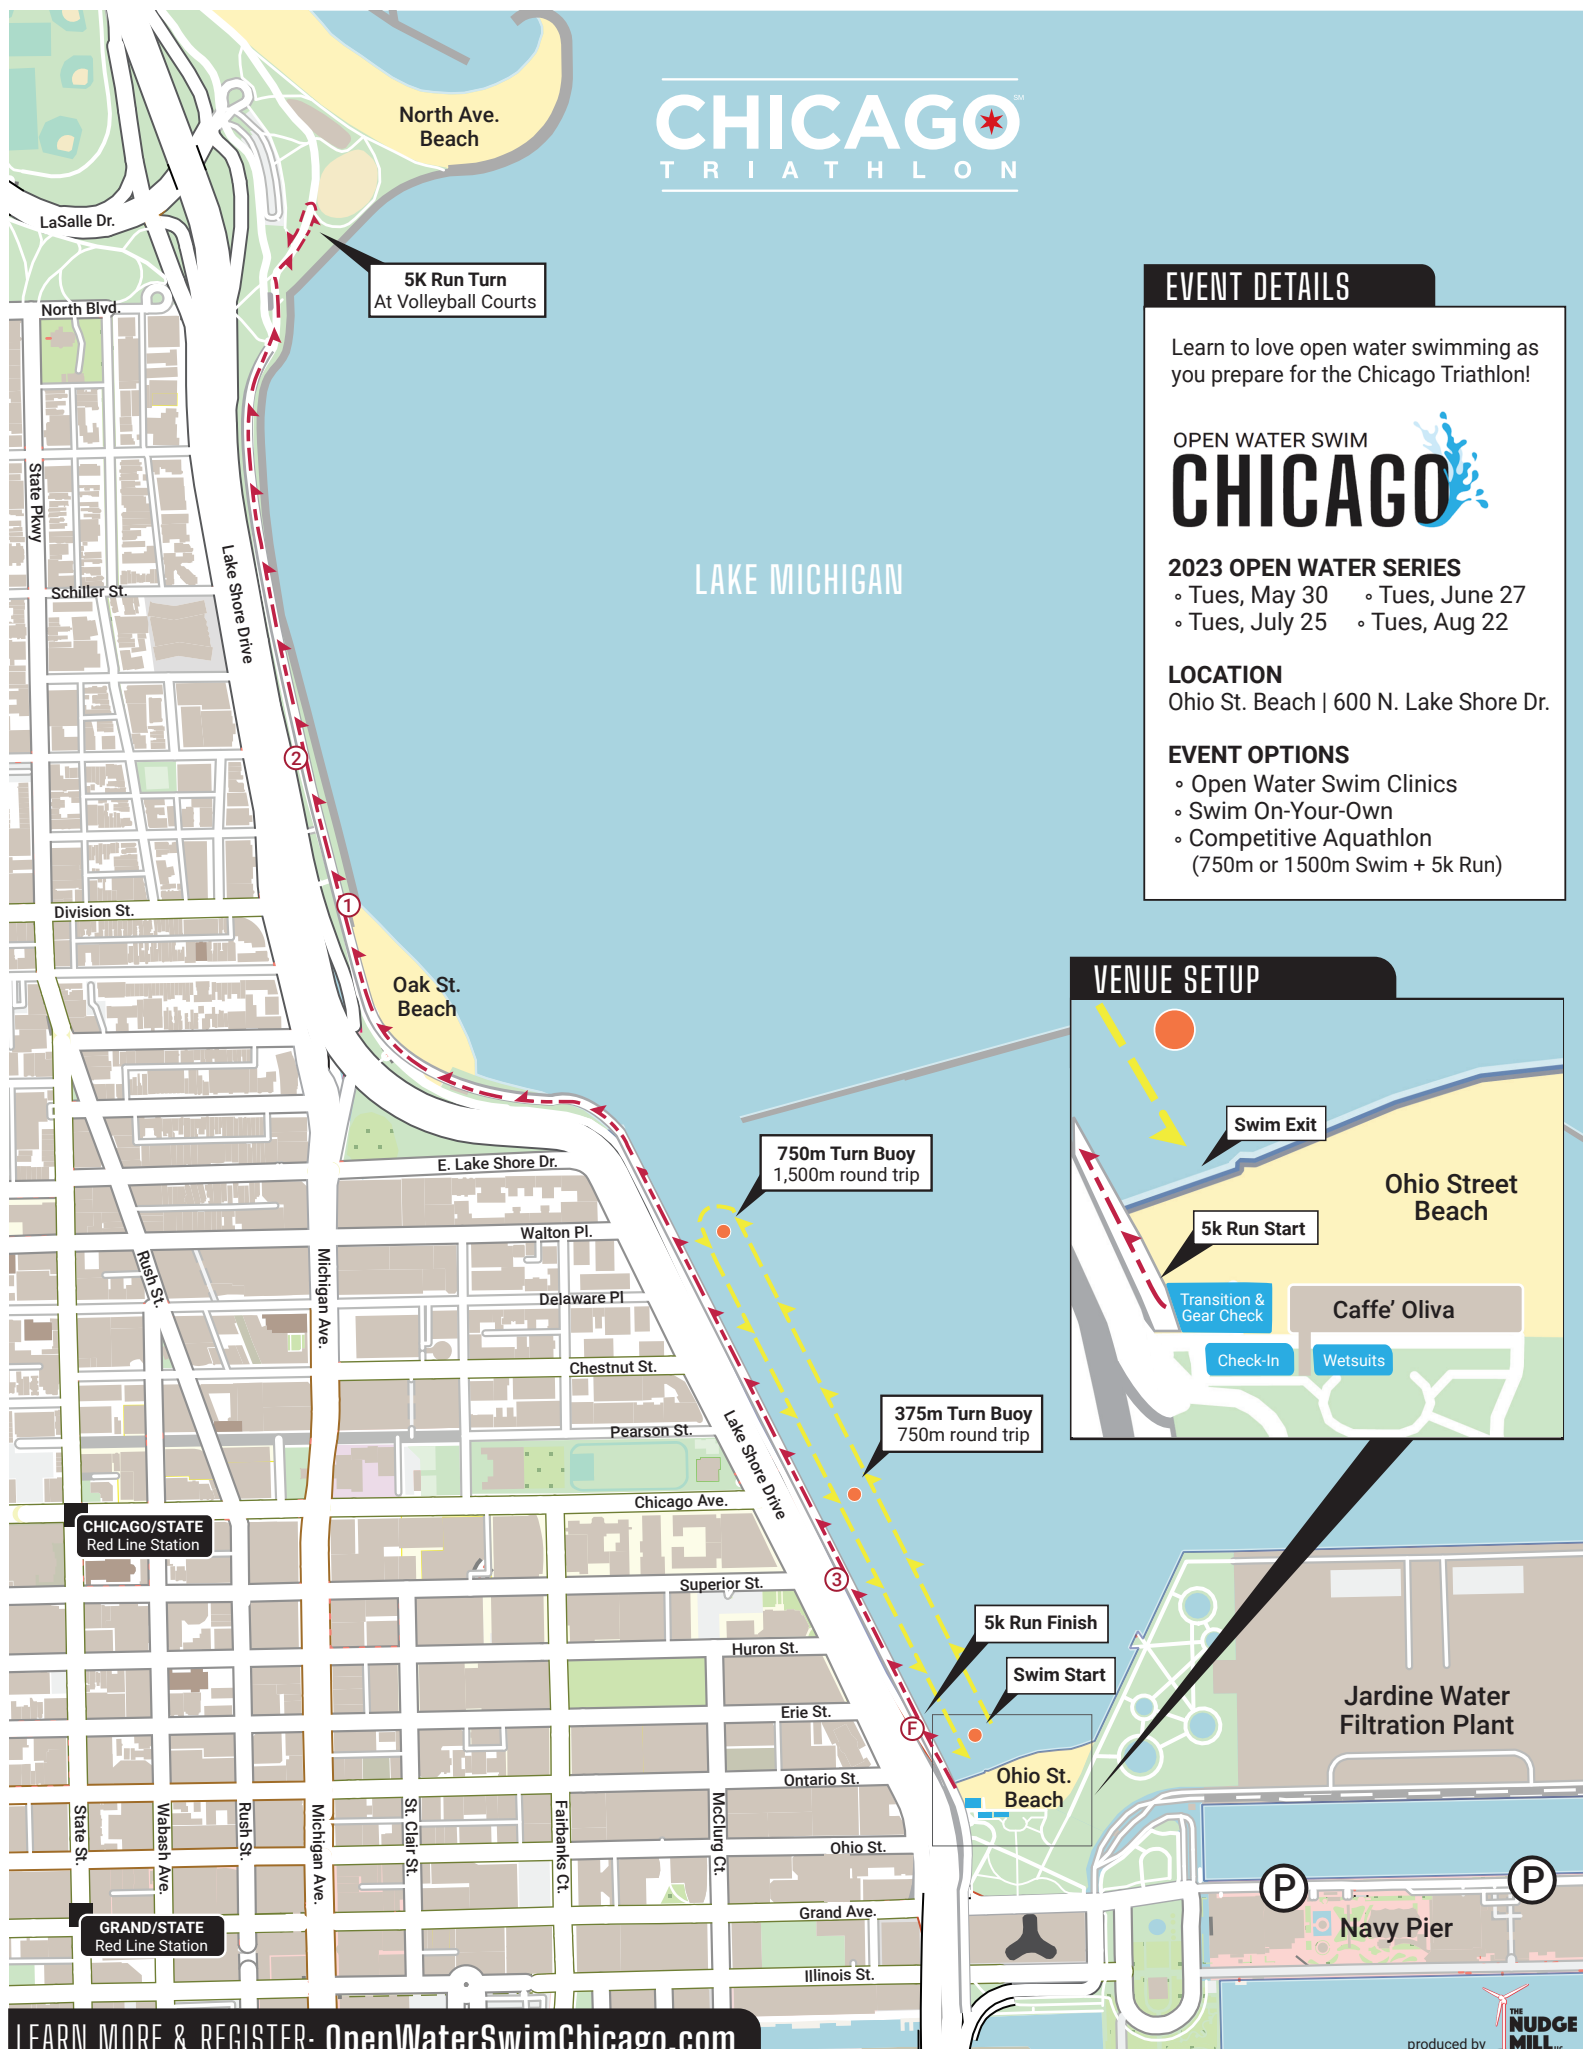 North Ave.
Beach
CHICAGO
SM
TRIATHLON
LaSalle Dr.
5K Run Turn
At Volleyball Courts
North Blvd.
EVENT DETAILS
Learn to love open water swimming as
you prepare for the Chicago Triathlon!
OPEN WATER SWIM
CHICAGO
2023 OPEN WATER SERIES
◦ Tues, May 30 ◦ Tues, June 27
◦ Tues, July 25 ◦ Tues, Aug 22
LOCATION
Ohio St. Beach | 600 N. Lake Shore Dr.
EVENT OPTIONS
◦ Open Water Swim Clinics
◦ Swim On-Your-Own
◦ Competitive Aquathlon
(750m or 1500m Swim + 5k Run)
State Pkwy
Lake Shore Drive
LAKE MICHIGAN
Schiller St.
2
1
Division St.
Oak St.
Beach
VENUE SETUP
Swim Exit
Ohio Street
Beach
5k Run Start
Transition &
Gear Check
Caffe' Oliva
Check-In
Wetsuits
750m Turn Buoy
1,500m round trip
E. Lake Shore Dr.
Walton Pl.
Rush St.
Michigan Ave.
Delaware Pl
Chestnut St.
375m Turn Buoy
750m round trip
Pearson St.
Lake Shore Drive
Chicago Ave.
CHICAGO/STATE
Red Line Station
Superior St.
3
5k Run Finish
Huron St.
Swim Start
Jardine Water
Filtration Plant
Erie St.
F
Ontario St.
Ohio St.
Beach
State St.
Wabash Ave.
Rush St.
Michigan Ave.
St. Clair St.
Fairbanks Ct.
McClurg Ct.
Ohio St.
P
P
Grand Ave.
GRAND/STATE
Red Line Station
Navy Pier
Illinois St.
LEARN MORE & REGISTER: OpenWaterSwimChicago.com
produced by
THE
NUDGE
MILL